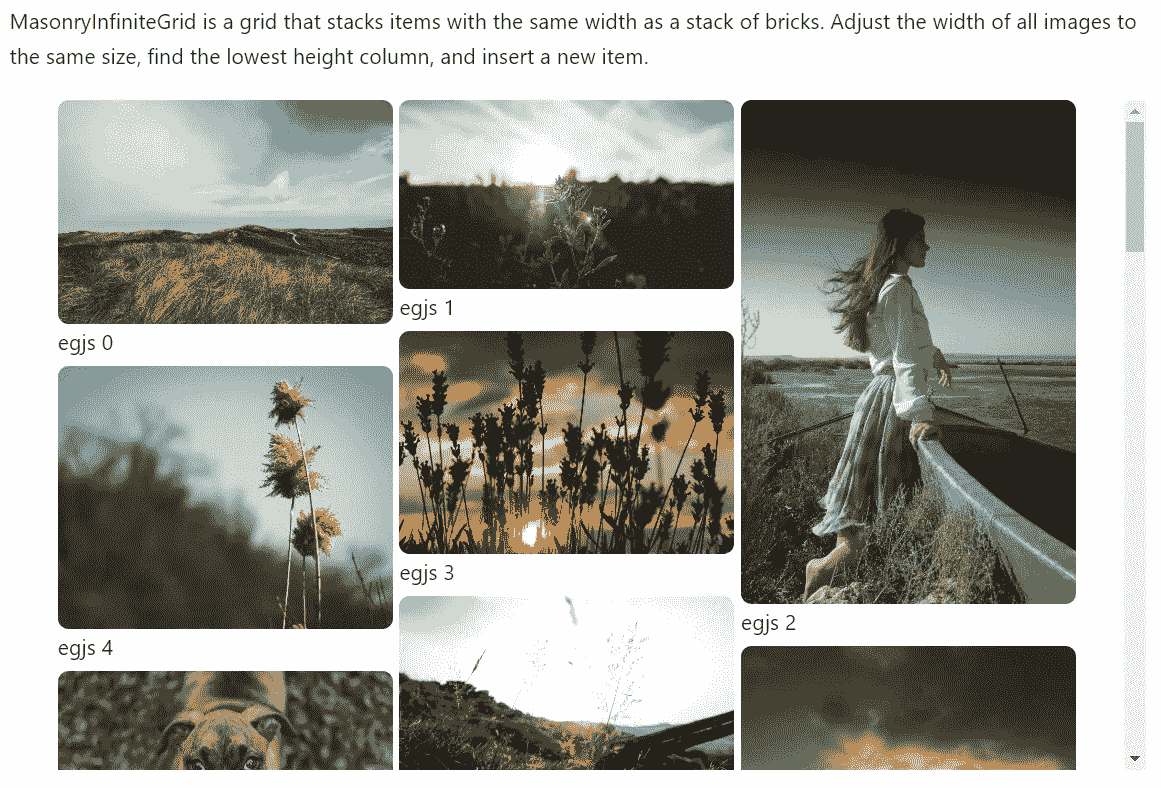 MasonryInfiniteGrid is a grid that stacks items with the same width as a stack of bricks. Adjust the width of all images to
the same size, find the lowest height column, and insert a new item.
egjs 0
egjs 1
egjs 2
egjs 3
egjs 4